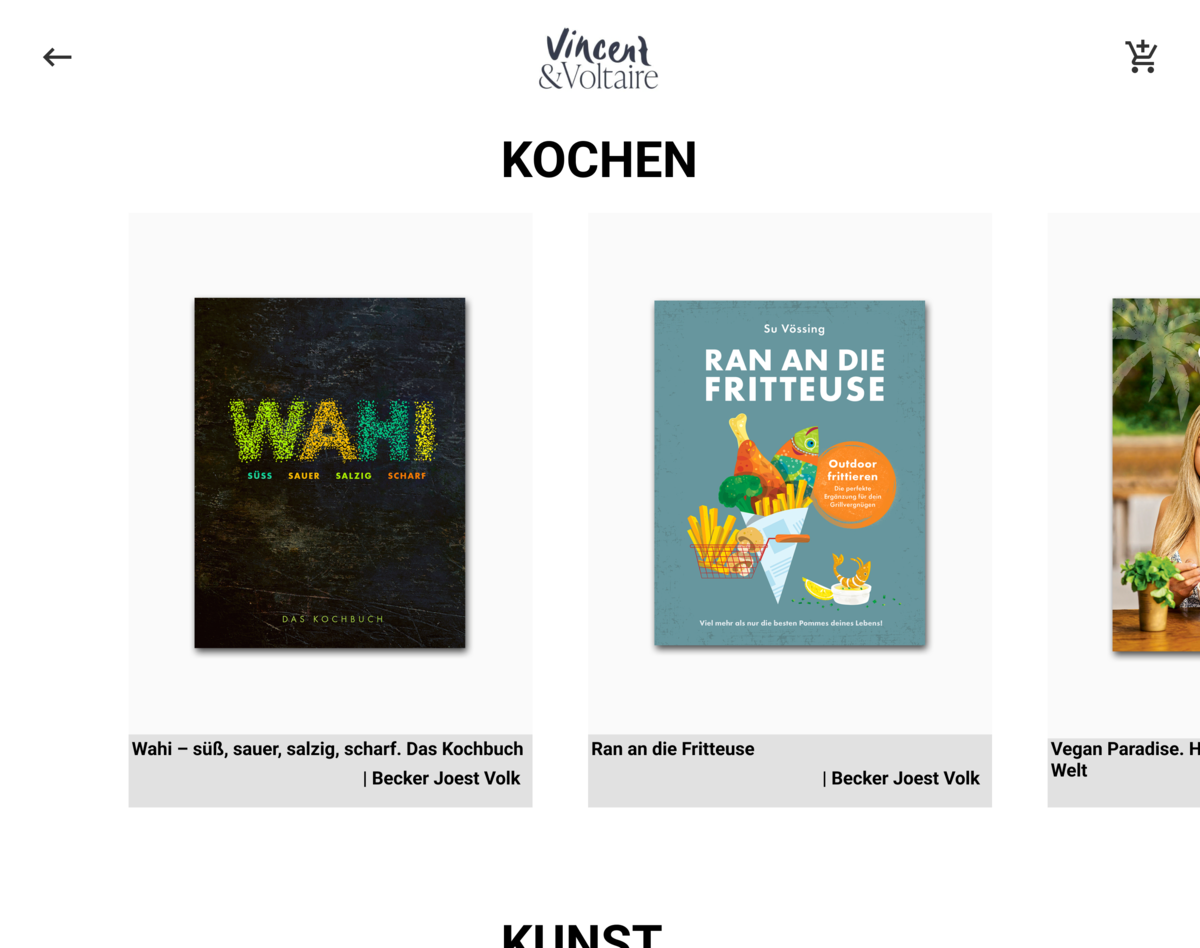 Vincent
&Voltaire
KOCHEN
WAHI
SÜSS SAUER SALZIG SCHARF
DAS KOCHBUCH
Su Vössing
RAN AN DIE
FRITTEUSE
Outdoor
frittieren
Die perfekte
Ergänzung für dein
Grillvergnügen
Viel mehr als nur die besten Pommes deines Lebens!
Wahi – süß, sauer, salzig, scharf. Das Kochbuch
| Becker Joest Volk
Ran an die Fritteuse
| Becker Joest Volk
Vegan Paradise. H
Welt
KUNST